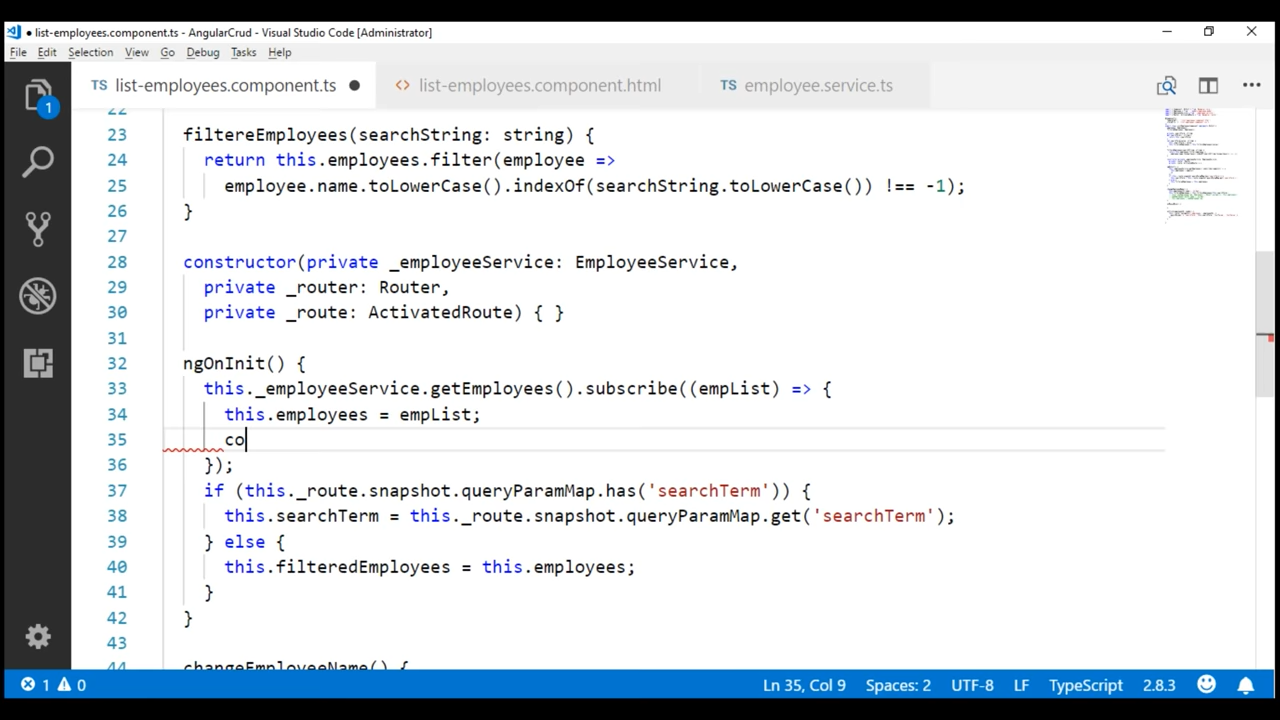 list-employees.component.ts - AngularCrud - Visual Studio Code [Administrator]
File Edit Selection View Go Debug Tasks Help
1
TS list-employees.component.ts
<> list-employees.component.html
TS employee.service.ts
22
23 filtereEmployees(searchString: string) {
24 return this.employees.filter(employee =>
25 employee.name.toLowerCase().indexOf(searchString.toLowerCase()) !== -1);
26 }
27
28 constructor(private _employeeService: EmployeeService,
29 private _router: Router,
30 private _route: ActivatedRoute) { }
31
32 ngOnInit() {
33 this._employeeService.getEmployees().subscribe((empList) => {
34 this.employees = empList;
35 co
36 });
37 if (this._route.snapshot.queryParamMap.has('searchTerm')) {
38 this.searchTerm = this._route.snapshot.queryParamMap.get('searchTerm');
39 } else {
40 this.filteredEmployees = this.employees;
41 }
42 }
43
44 changeEmployeeName() {
1 0 Ln 35, Col 9 Spaces: 2 UTF-8 LF TypeScript 2.8.3